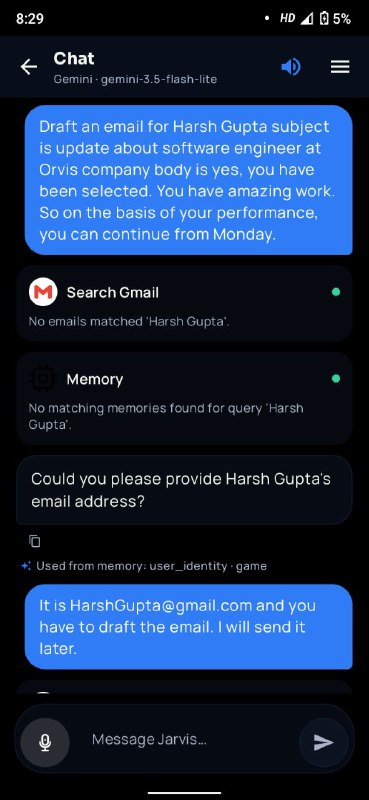 8:29
HD 5%
Chat
Gemini · gemini-3.5-flash-lite
Draft an email for Harsh Gupta subject
is update about software engineer at
Orvis company body is yes, you have
been selected. You have amazing work.
So on the basis of your performance,
you can continue from Monday.
Search Gmail
No emails matched 'Harsh Gupta'.
Memory
No matching memories found for query 'Harsh
Gupta'.
Could you please provide Harsh Gupta's
email address?
Used from memory: user_identity · game
It is HarshGupta@gmail.com and you
have to draft the email. I will send it
later.
Message Jarvis...